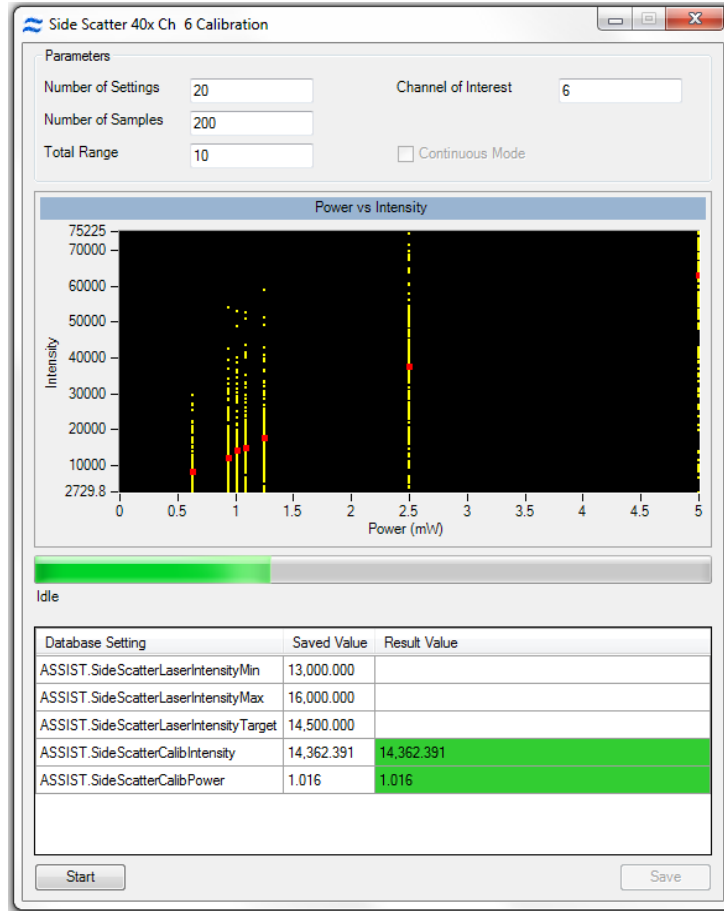 Side Scatter 40x Ch 6 Calibration
Parameters
Number of Settings 20 Channel of Interest 6
Number of Samples 200
Total Range 10 Continuous Mode
Power vs Intensity
75225
70000
60000
50000
40000
30000
20000
10000
2729.8
Intensity
0 0.5 1 1.5 2 2.5 3 3.5 4 4.5 5
Power (mW)
Idle
Database Setting Saved Value Result Value
ASSIST.SideScatterLaserIntensityMin 13,000.000
ASSIST.SideScatterLaserIntensityMax 16,000.000
ASSIST.SideScatterLaserIntensityTarget 14,500.000
ASSIST.SideScatterCalibIntensity 14,362.391 14,362.391
ASSIST.SideScatterCalibPower 1.016 1.016
Start Save